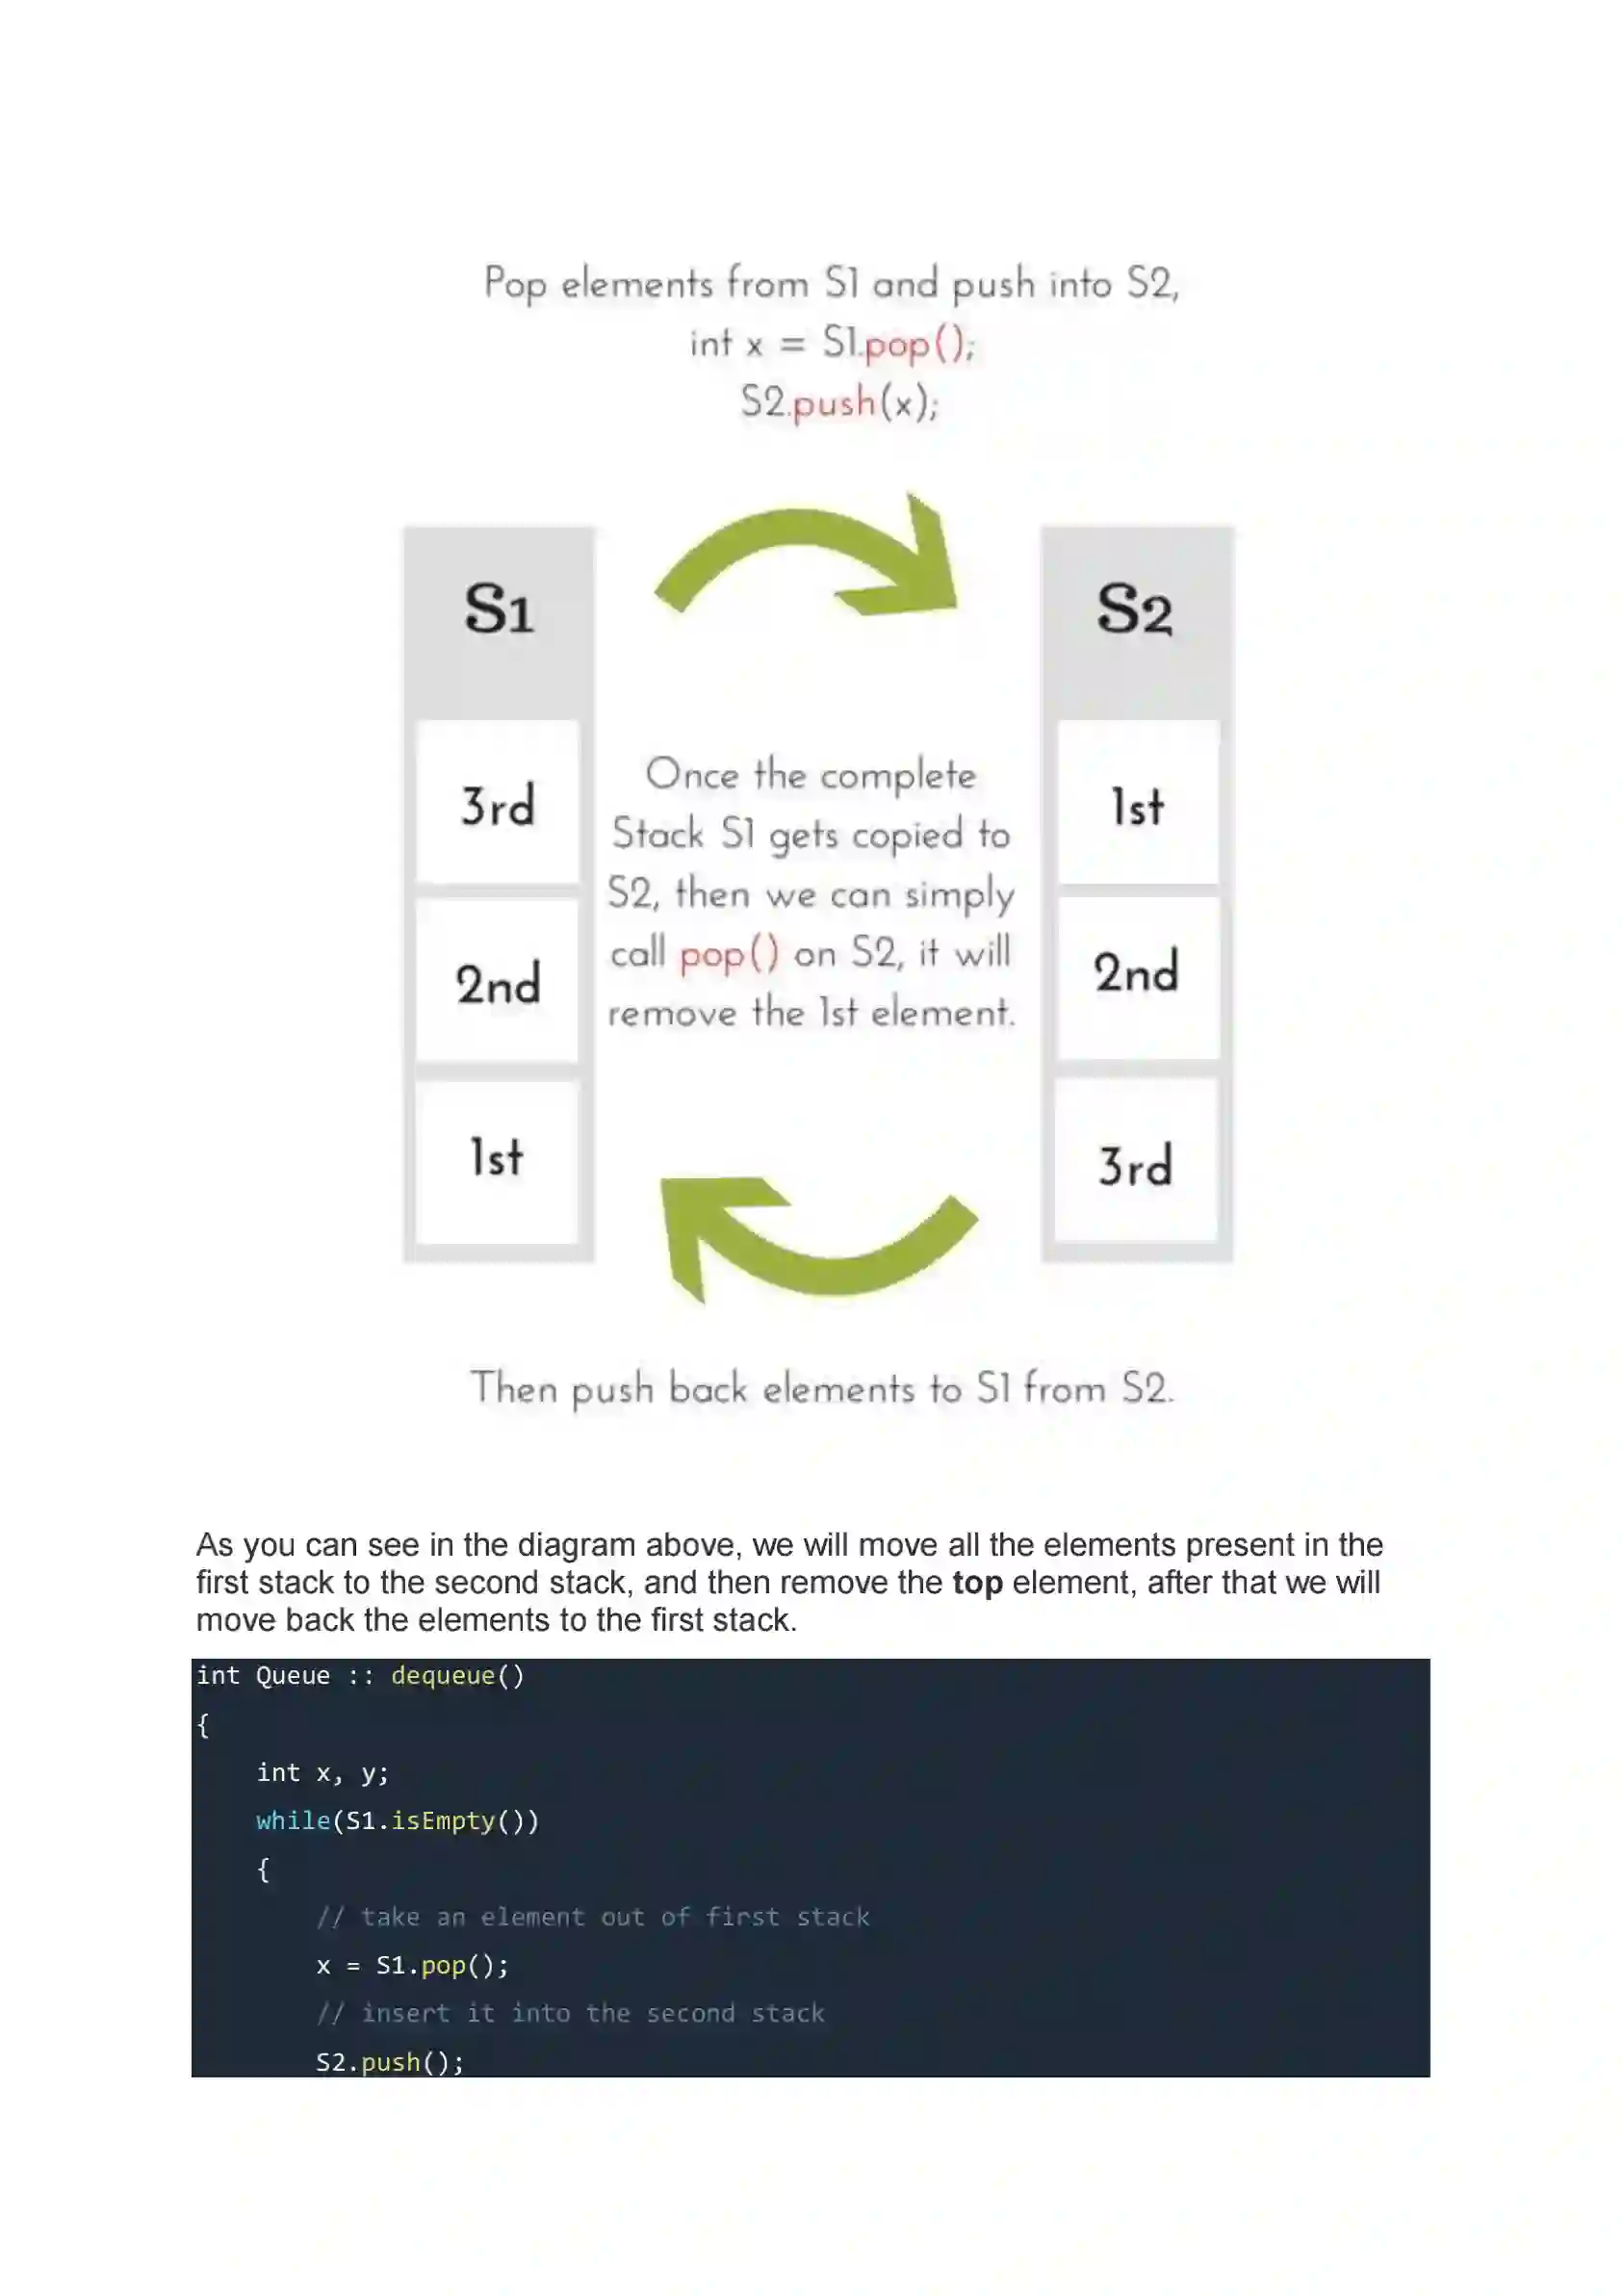 Pop elements from S1 and push into S2,
int x = S1.pop();
S2.push(x);
S1
S2
3rd
2nd
1st
Once the complete
Stack S1 gets copied to
S2, then we can simply
call pop() on S2, it will
remove the 1st element.
1st
2nd
3rd
Then push back elements to S1 from S2.
As you can see in the diagram above, we will move all the elements present in the
first stack to the second stack, and then remove the top element, after that we will
move back the elements to the first stack.
int Queue :: dequeue()
{
    int x, y;
    while(S1.isEmpty())
    {
        // take an element out of first stack
        x = S1.pop();
        // insert it into the second stack
        S2.push();